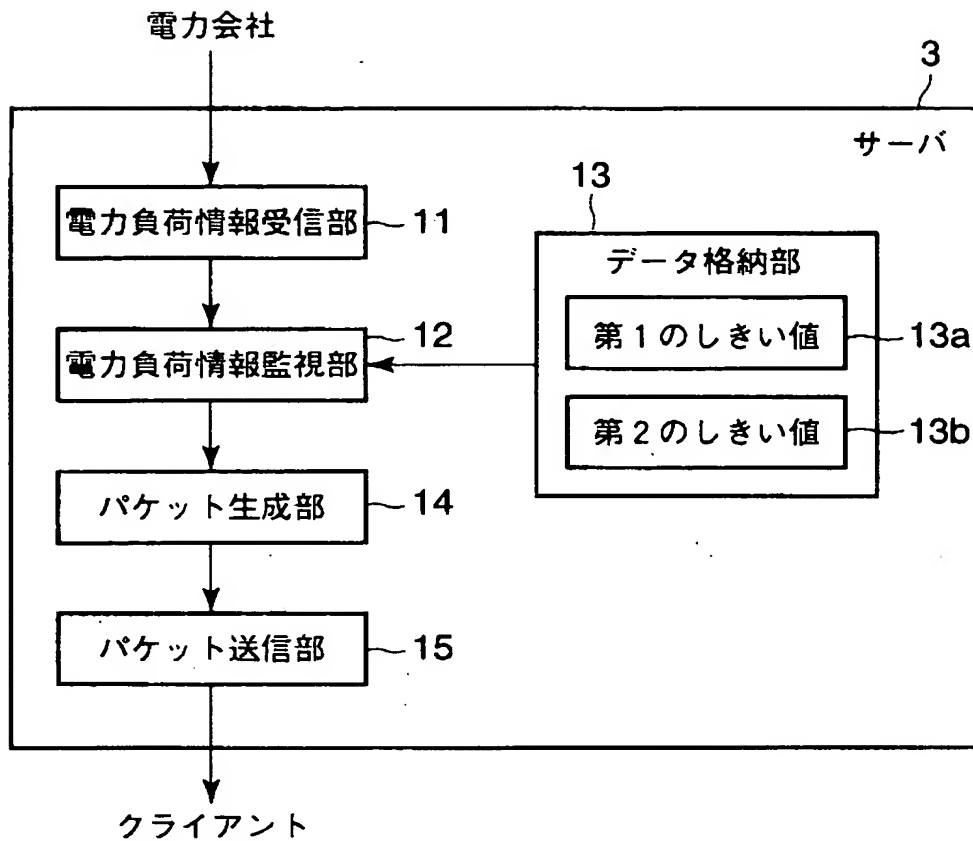 電力会社
3
サーバ
電力負荷情報受信部
11
13
データ格納部
12
電力負荷情報監視部
第1のしきい値
13a
第2のしきい値
13b
パケット生成部
14
パケット送信部
15
クライアント